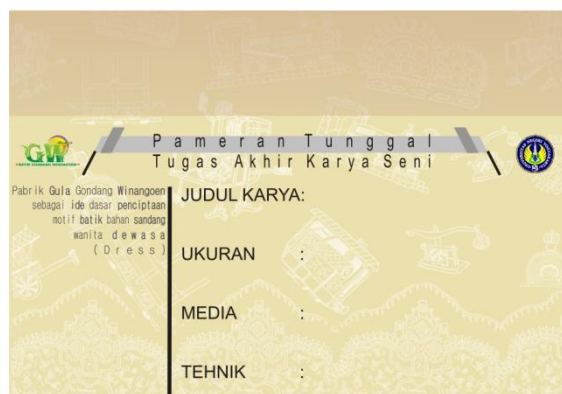 Pameran Tunggal
Tugas Akhir Karya Seni
GW
Pabrik Gula Gondang Winangoen
sebagai ide dasar penciptaan
motif batik bahan sandang
wanita dewasa
(Dress)
JUDUL KARYA:
UKURAN :
MEDIA :
TEHNIK :